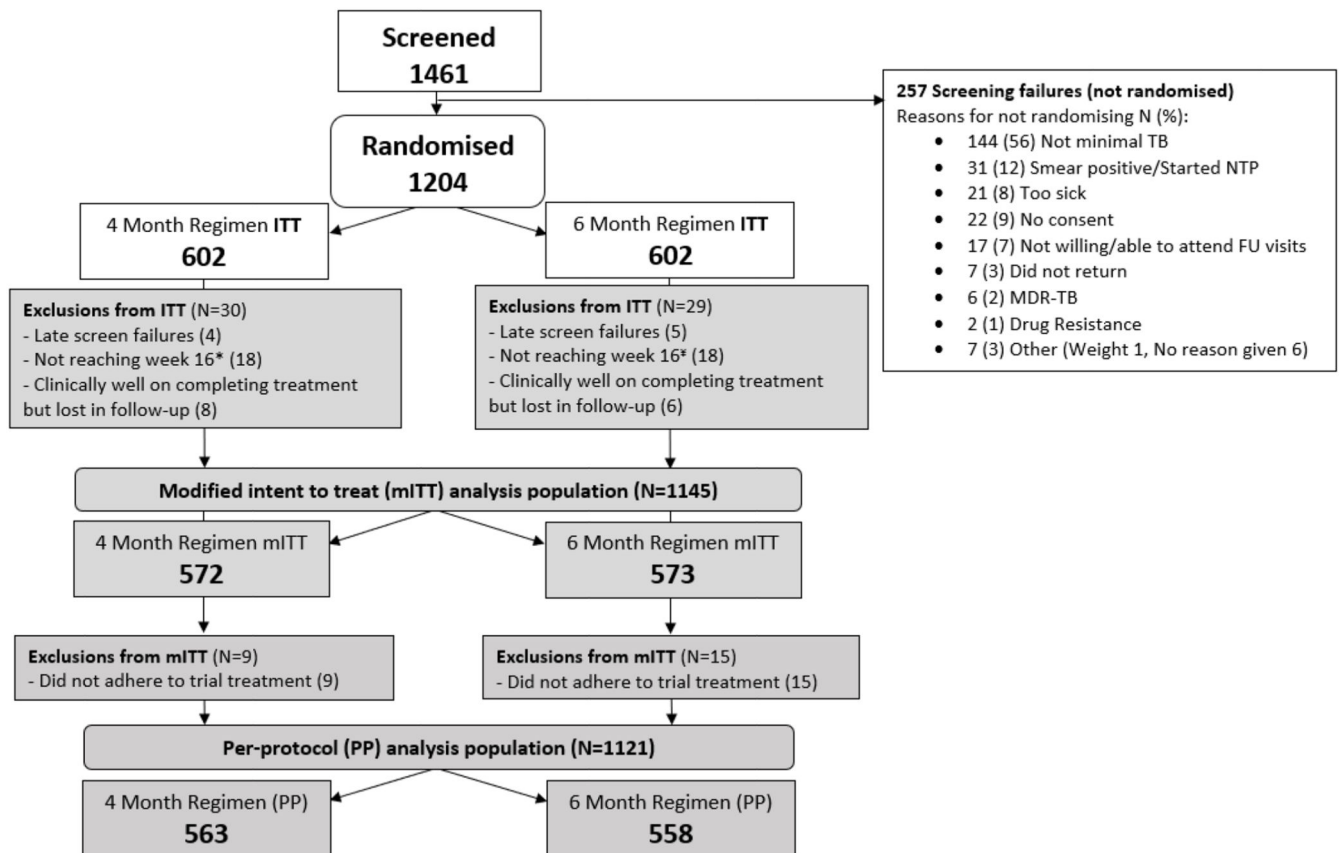 Screened
1461
257 Screening failures (not randomised)
Reasons for not randomising N (%):
• 144 (56) Not minimal TB
• 31 (12) Smear positive/Started NTP
• 21 (8) Too sick
• 22 (9) No consent
• 17 (7) Not willing/able to attend FU visits
• 7 (3) Did not return
• 6 (2) MDR-TB
• 2 (1) Drug Resistance
• 7 (3) Other (Weight 1, No reason given 6)
Randomised
1204
4 Month Regimen ITT
602
6 Month Regimen ITT
602
Exclusions from ITT (N=30)
- Late screen failures (4)
- Not reaching week 16* (18)
- Clinically well on completing treatment
but lost in follow-up (8)
Exclusions from ITT (N=29)
- Late screen failures (5)
- Not reaching week 16¥ (18)
- Clinically well on completing treatment
but lost in follow-up (6)
Modified intent to treat (mITT) analysis population (N=1145)
4 Month Regimen mITT
572
6 Month Regimen mITT
573
Exclusions from mITT (N=9)
- Did not adhere to trial treatment (9)
Exclusions from mITT (N=15)
- Did not adhere to trial treatment (15)
Per-protocol (PP) analysis population (N=1121)
4 Month Regimen (PP)
563
6 Month Regimen (PP)
558